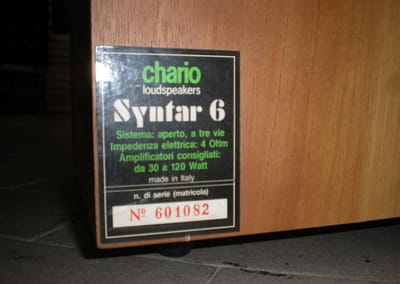 chario
loudspeakers
Syntar 6
Sistema: aperto, a tre vie
Impedenza elettrica: 4 Ohm
Amplificatori consigliati:
da 30 a 120 Watt
made in Italy
n. di serie (matricola)
Nº 601082